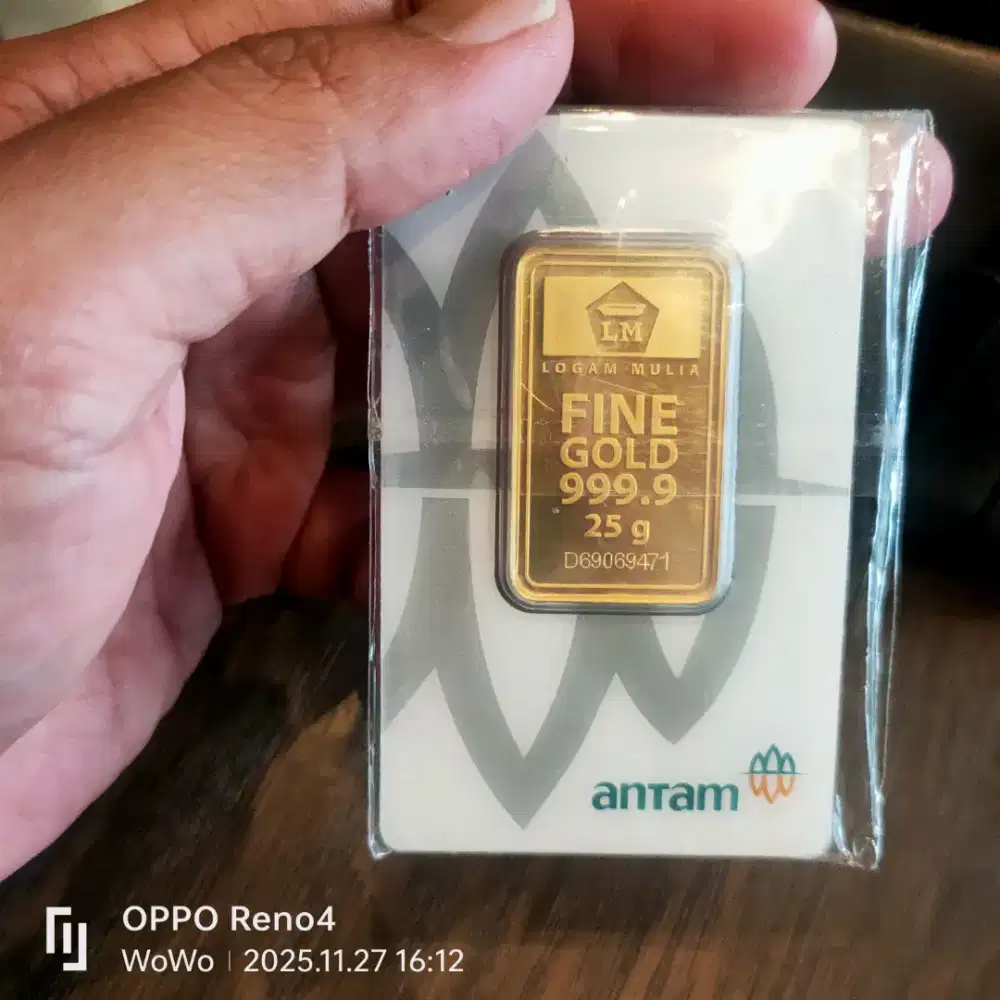 LM
LOGAM MULIA
FINE
GOLD
999.9
25 g
D69069471
antam
OPPO Reno4
WoWo | 2025.11.27 16:12